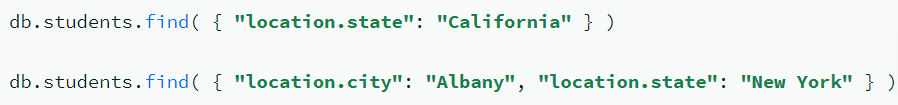 db.students.find( { "location.state": "California" } )
db.students.find( { "location.city": "Albany", "location.state": "New York" } )